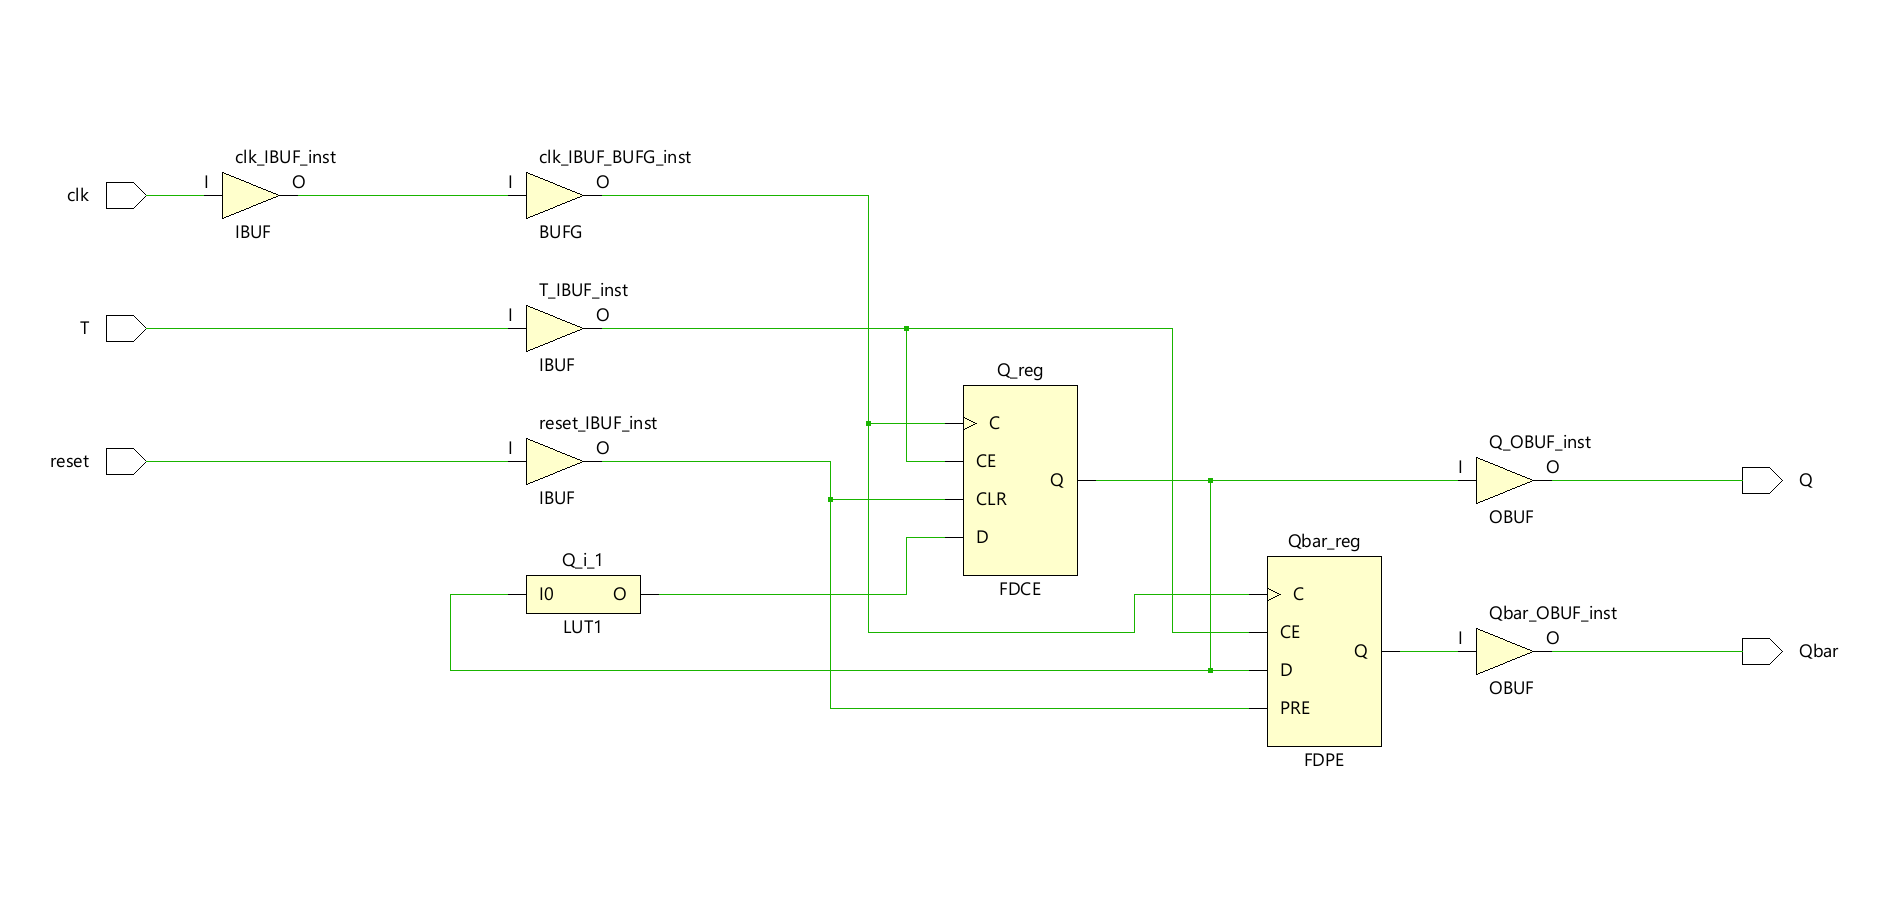 clk_IBUF_inst
clk_IBUF_BUFG_inst
I
O
I
O
clk
IBUF
BUFG
T_IBUF_inst
I
O
T
IBUF
Q_reg
reset_IBUF_inst
C
I
O
Q_OBUF_inst
reset
CE
I
O
Q
Q
IBUF
CLR
OBUF
D
Qbar_reg
Q_i_1
FDCE
I0
O
C
Qbar_OBUF_inst
LUT1
CE
I
O
Q
Qbar
D
OBUF
PRE
FDPE